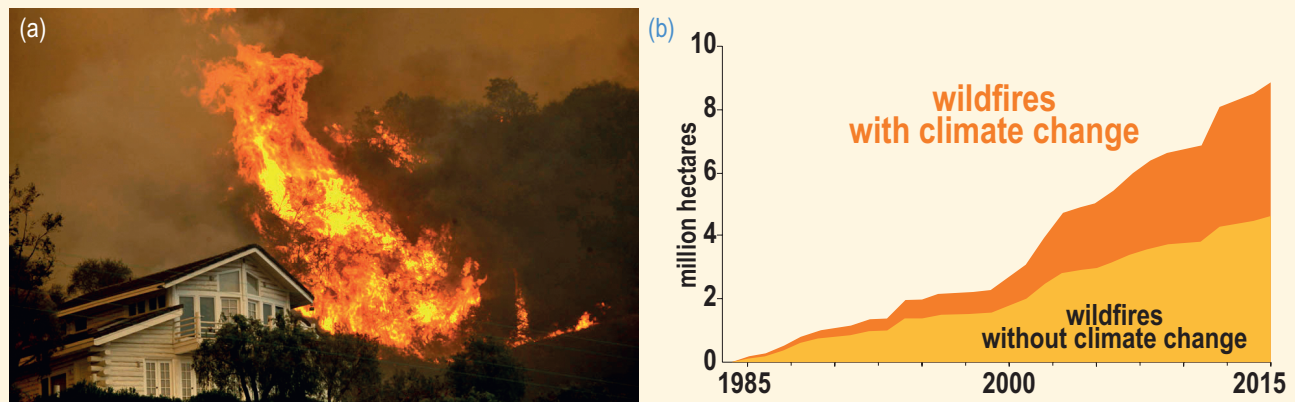 (a)
(b)
10
8
6
4
2
0
million hectares
wildfires
with climate change
wildfires
without climate change
1985
2000
2015